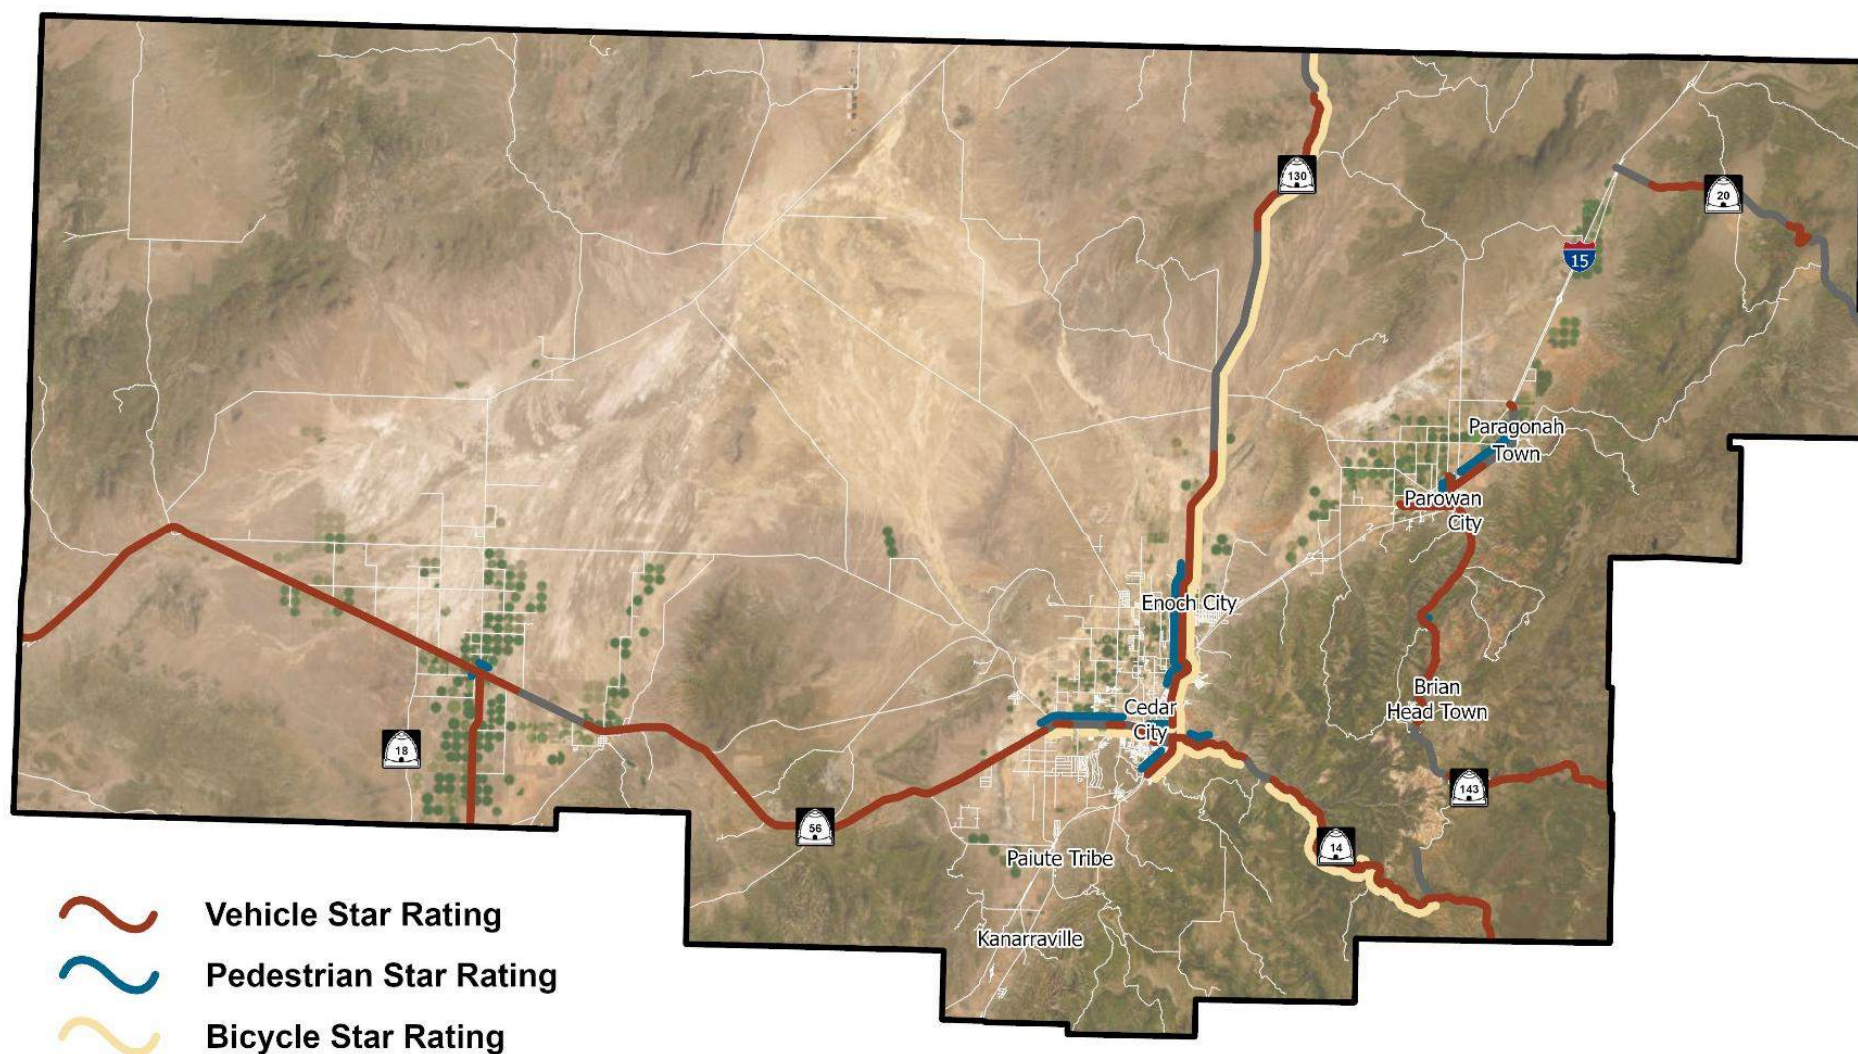 130
20
15
Paragonah
Town
Parowan
City
Enoch City
Brian
Head Town
Cedar
City
18
143
56
14
Paiute Tribe
Kanarraville
Vehicle Star Rating
Pedestrian Star Rating
Bicycle Star Rating